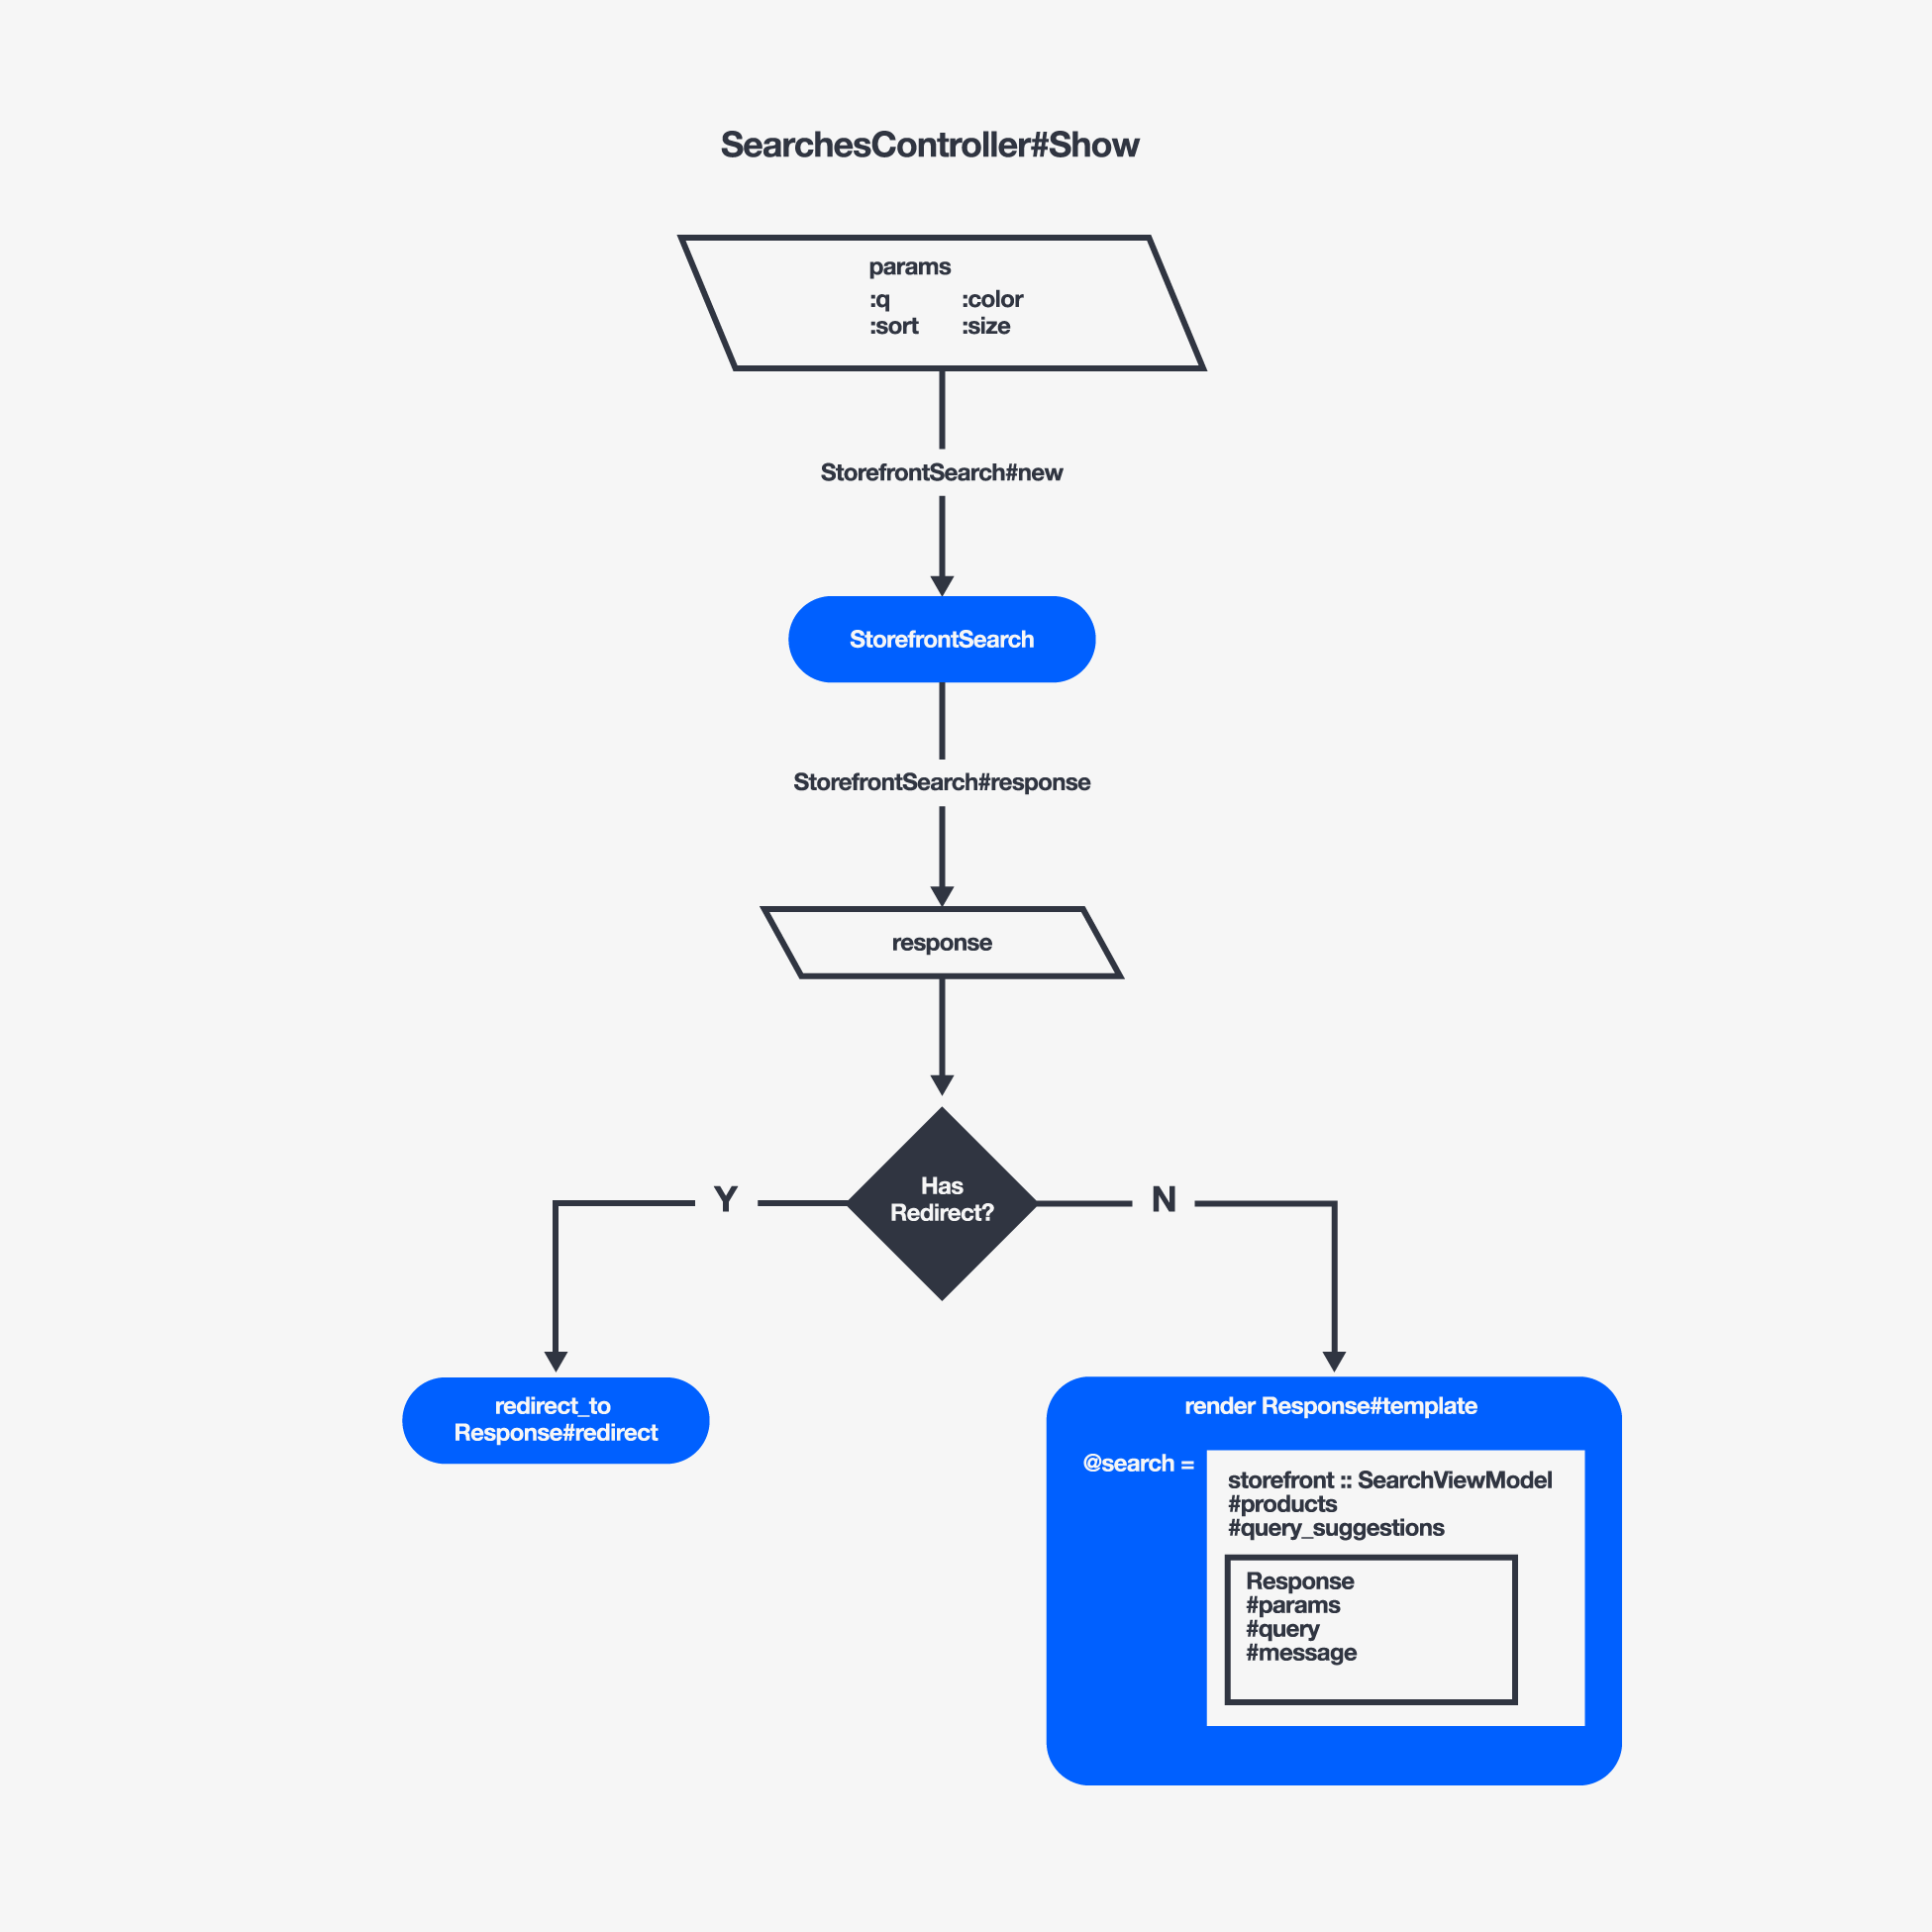 SearchesController#Show
params
:q :color
:sort :size
StorefrontSearch#new
StorefrontSearch
StorefrontSearch#response
response
Has
Redirect?
Y
N
redirect_to
Response#redirect
render Response#template
@search =
storefront :: SearchViewModel
#products
#query_suggestions
Response
#params
#query
#message